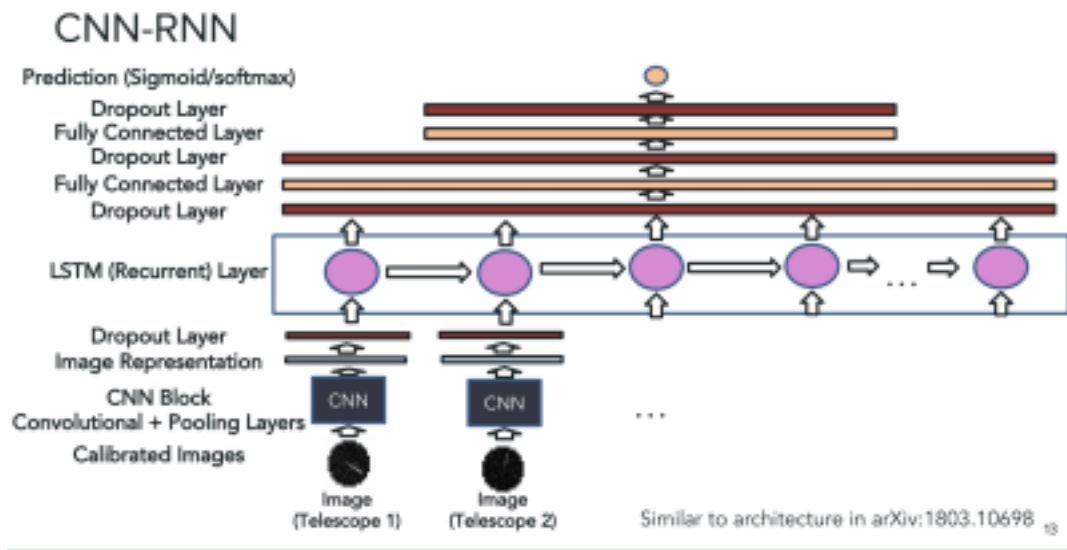 CNN-RNN
Prediction (Sigmoid/softmax)
Dropout Layer
Fully Connected Layer
Dropout Layer
Fully Connected Layer
Dropout Layer
LSTM (Recurrent) Layer
...
Dropout Layer
Image Representation
CNN Block
Convolutional + Pooling Layers
CNN
CNN
...
Calibrated Images
Image
(Telescope 1)
Image
(Telescope 2)
Similar to architecture in arXiv:1803.10698
13